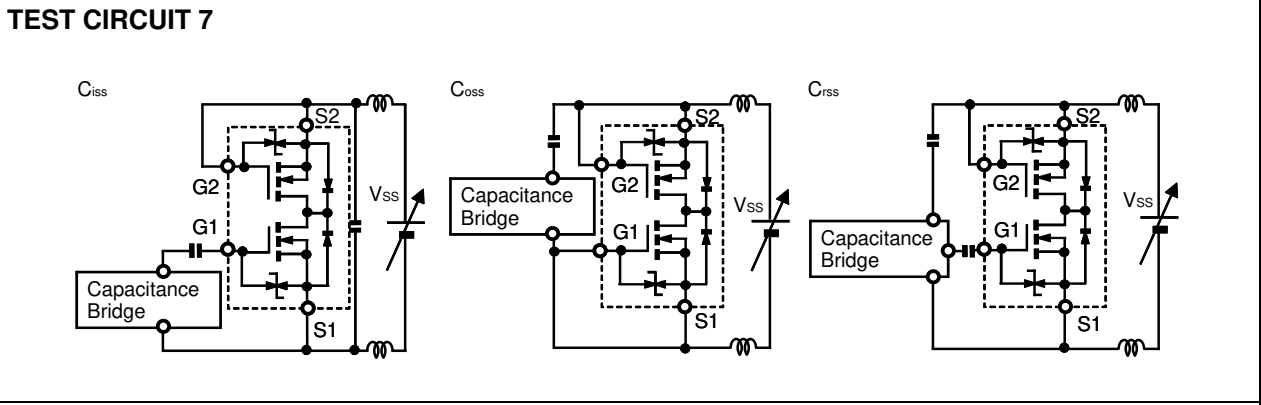 TEST CIRCUIT 7
Ciss
S2
G2
G1
VSS
Capacitance
Bridge
S1
Coss
S2
Capacitance
Bridge
G2
G1
VSS
S1
Crss
S2
G2
G1
VSS
Capacitance
Bridge
S1